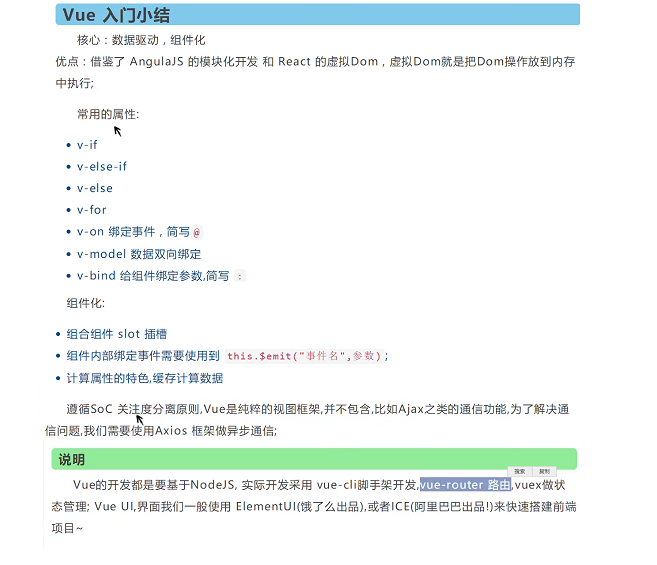 Vue 入门小结
核心：数据驱动，组件化
优点：借鉴了 AngulaJS 的模块化开发 和 React 的虚拟Dom，虚拟Dom就是把Dom操作放到内存
中执行;
常用的属性:
v-if
v-else-if
v-else
v-for
v-on 绑定事件，简写 @
v-model 数据双向绑定
v-bind 给组件绑定参数,简写 :
组件化:
组合组件 slot 插槽
组件内部绑定事件需要使用到 this.$emit("事件名",参数);
计算属性的特色,缓存计算数据
遵循SoC 关注度分离原则,Vue是纯粹的视图框架,并不包含,比如Ajax之类的通信功能,为了解决通
信问题,我们需要使用Axios 框架做异步通信;
说明
搜索 复制
Vue的开发都是要基于NodeJS, 实际开发采用 vue-cli脚手架开发,vue-router 路由,vuex做状
态管理; Vue UI,界面我们一般使用 ElementUI(饿了么出品),或者ICE(阿里巴巴出品!)来快速搭建前端
项目~